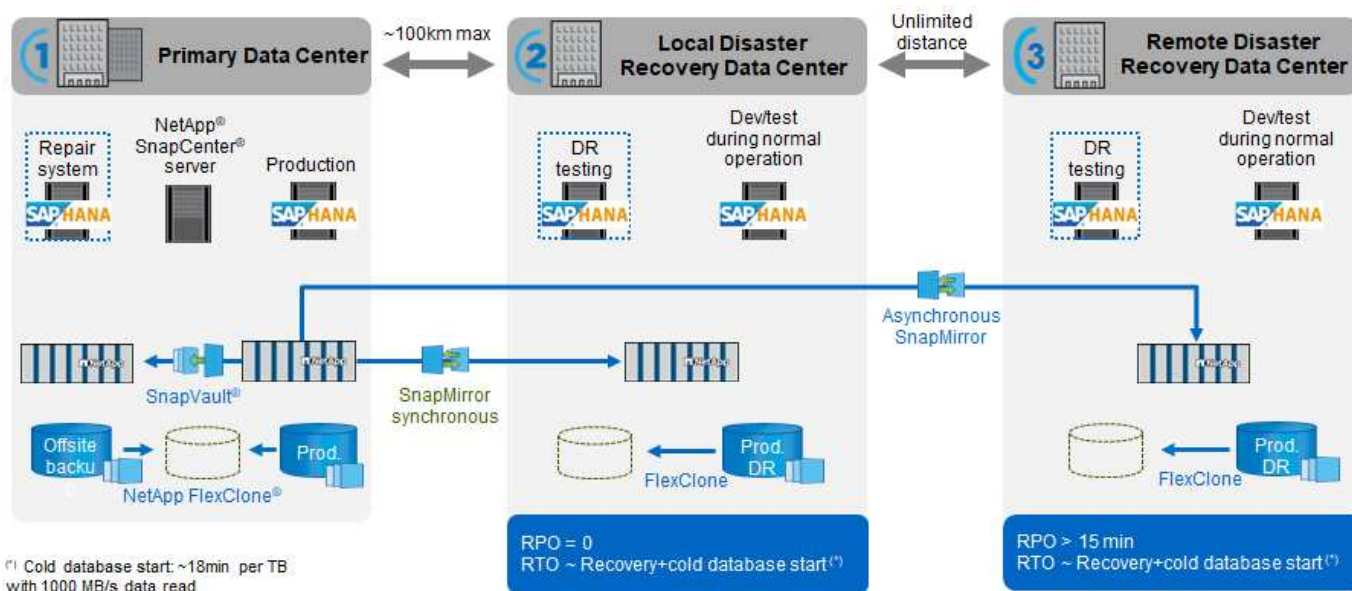 1
Primary Data Center
~100km max
2
Local Disaster
Recovery Data Center
Unlimited
distance
3
Remote Disaster
Recovery Data Center
Repair
system
SAP HANA
NetApp®
SnapCenter®
server
Production
SAP HANA
DR
testing
SAP HANA
Dev/test
during normal
operation
SAP HANA
DR
testing
SAP HANA
Dev/test
during normal
operation
SAP HANA
Asynchronous
SnapMirror
NetApp
SnapVault®
NetApp
SnapMirror
synchronous
NetApp
NetApp
Offsite
backu
Prod.
NetApp FlexClone®
Prod.
DR
FlexClone
Prod.
DR
FlexClone
RPO = 0
RTO ~ Recovery+cold database start(*)
RPO > 15 min
RTO ~ Recovery+cold database start(*)
(*) Cold database start: ~18min per TB
with 1000 MB/s data read